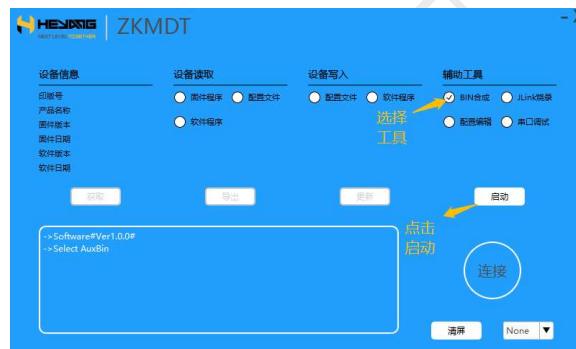 HEYANG
NEXT LEVEL TOGETHER
ZKMDT
设备信息
设备读取
设备写入
辅助工具
印版号
产品名称
固件版本
固件日期
软件版本
软件日期
固件程序
配置文件
软件程序
配置文件
软件程序
BIN合成
JLink烧录
配置编辑
串口调试
选择
工具
获取
导出
更新
启动
点击
启动
->Software#Ver1.0.0#
->Select AuxBin
连接
清屏
None